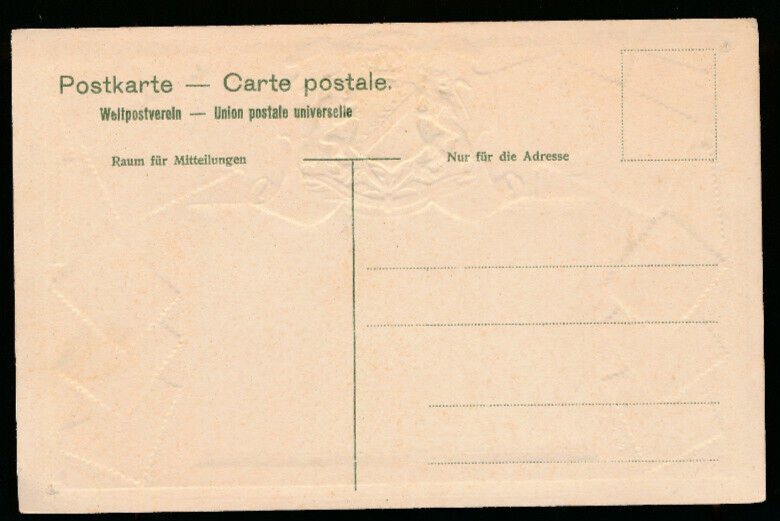 Postkarte — Carte postale.
Weltpostverein — Union postale universelle
Raum für Mitteilungen
Nur für die Adresse